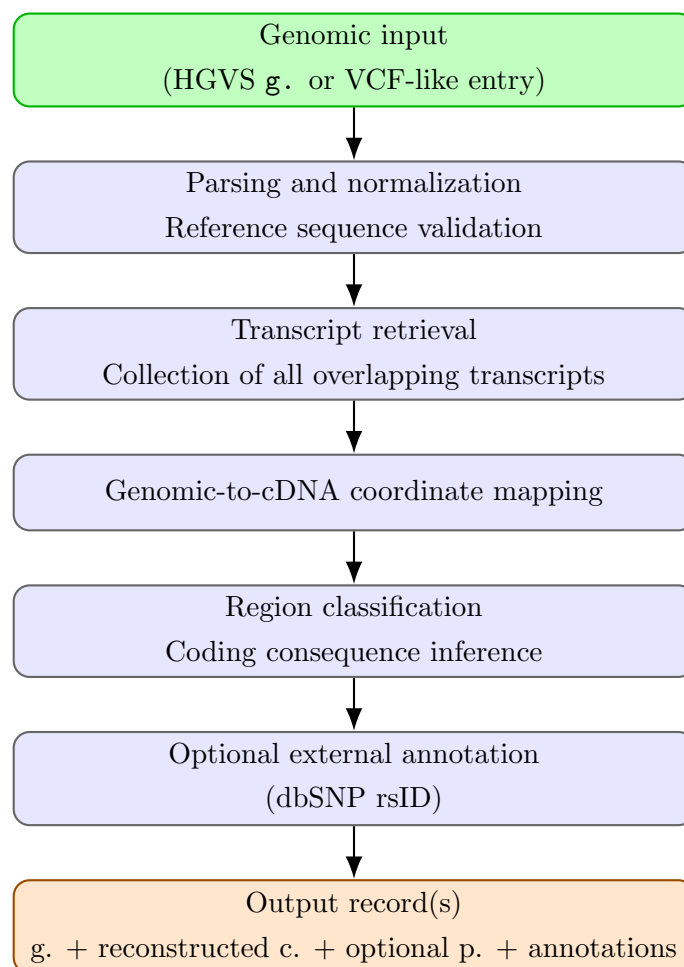 Genomic input
(HGVS g. or VCF-like entry)
Parsing and normalization
Reference sequence validation
Transcript retrieval
Collection of all overlapping transcripts
Genomic-to-cDNA coordinate mapping
Region classification
Coding consequence inference
Optional external annotation
(dbSNP rsID)
Output record(s)
g. + reconstructed c. + optional p. + annotations